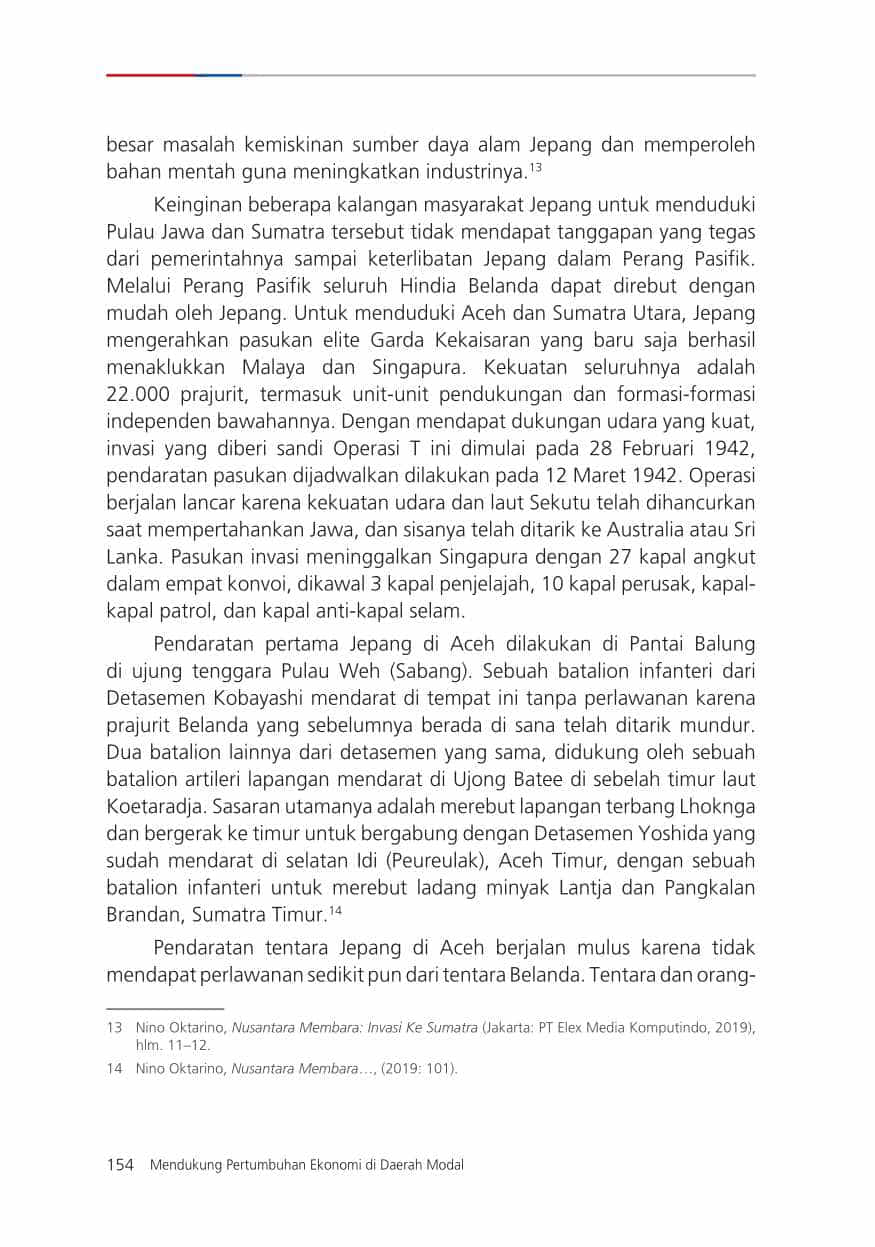 besar masalah kemiskinan sumber daya alam Jepang dan memperoleh
bahan mentah guna meningkatkan industrinya.¹³
Keinginan beberapa kalangan masyarakat Jepang untuk menduduki
Pulau Jawa dan Sumatra tersebut tidak mendapat tanggapan yang tegas
dari pemerintahnya sampai keterlibatan Jepang dalam Perang Pasifik.
Melalui Perang Pasifik seluruh Hindia Belanda dapat direbut dengan
mudah oleh Jepang. Untuk menduduki Aceh dan Sumatra Utara, Jepang
mengerahkan pasukan elite Garda Kekaisaran yang baru saja berhasil
menaklukkan Malaya dan Singapura. Kekuatan seluruhnya adalah
22.000 prajurit, termasuk unit-unit pendukungan dan formasi-formasi
independen bawahannya. Dengan mendapat dukungan udara yang kuat,
invasi yang diberi sandi Operasi T ini dimulai pada 28 Februari 1942,
pendaratan pasukan dijadwalkan dilakukan pada 12 Maret 1942. Operasi
berjalan lancar karena kekuatan udara dan laut Sekutu telah dihancurkan
saat mempertahankan Jawa, dan sisanya telah ditarik ke Australia atau Sri
Lanka. Pasukan invasi meninggalkan Singapura dengan 27 kapal angkut
dalam empat konvoi, dikawal 3 kapal penjelajah, 10 kapal perusak, kapal-
kapal patrol, dan kapal anti-kapal selam.
Pendaratan pertama Jepang di Aceh dilakukan di Pantai Balung
di ujung tenggara Pulau Weh (Sabang). Sebuah batalion infanteri dari
Detasemen Kobayashi mendarat di tempat ini tanpa perlawanan karena
prajurit Belanda yang sebelumnya berada di sana telah ditarik mundur.
Dua batalion lainnya dari detasemen yang sama, didukung oleh sebuah
batalion artileri lapangan mendarat di Ujong Batee di sebelah timur laut
Koetaradja. Sasaran utamanya adalah merebut lapangan terbang Lhoknga
dan bergerak ke timur untuk bergabung dengan Detasemen Yoshida yang
sudah mendarat di selatan Idi (Peureulak), Aceh Timur, dengan sebuah
batalion infanteri untuk merebut ladang minyak Lantja dan Pangkalan
Brandan, Sumatra Timur.¹⁴
Pendaratan tentara Jepang di Aceh berjalan mulus karena tidak
mendapat perlawanan sedikit pun dari tentara Belanda. Tentara dan orang-
13 Nino Oktarino, Nusantara Membara: Invasi Ke Sumatra (Jakarta: PT Elex Media Komputindo, 2019),
hlm. 11–12.
14 Nino Oktarino, Nusantara Membara…, (2019: 101).
154 Mendukung Pertumbuhan Ekonomi di Daerah Modal